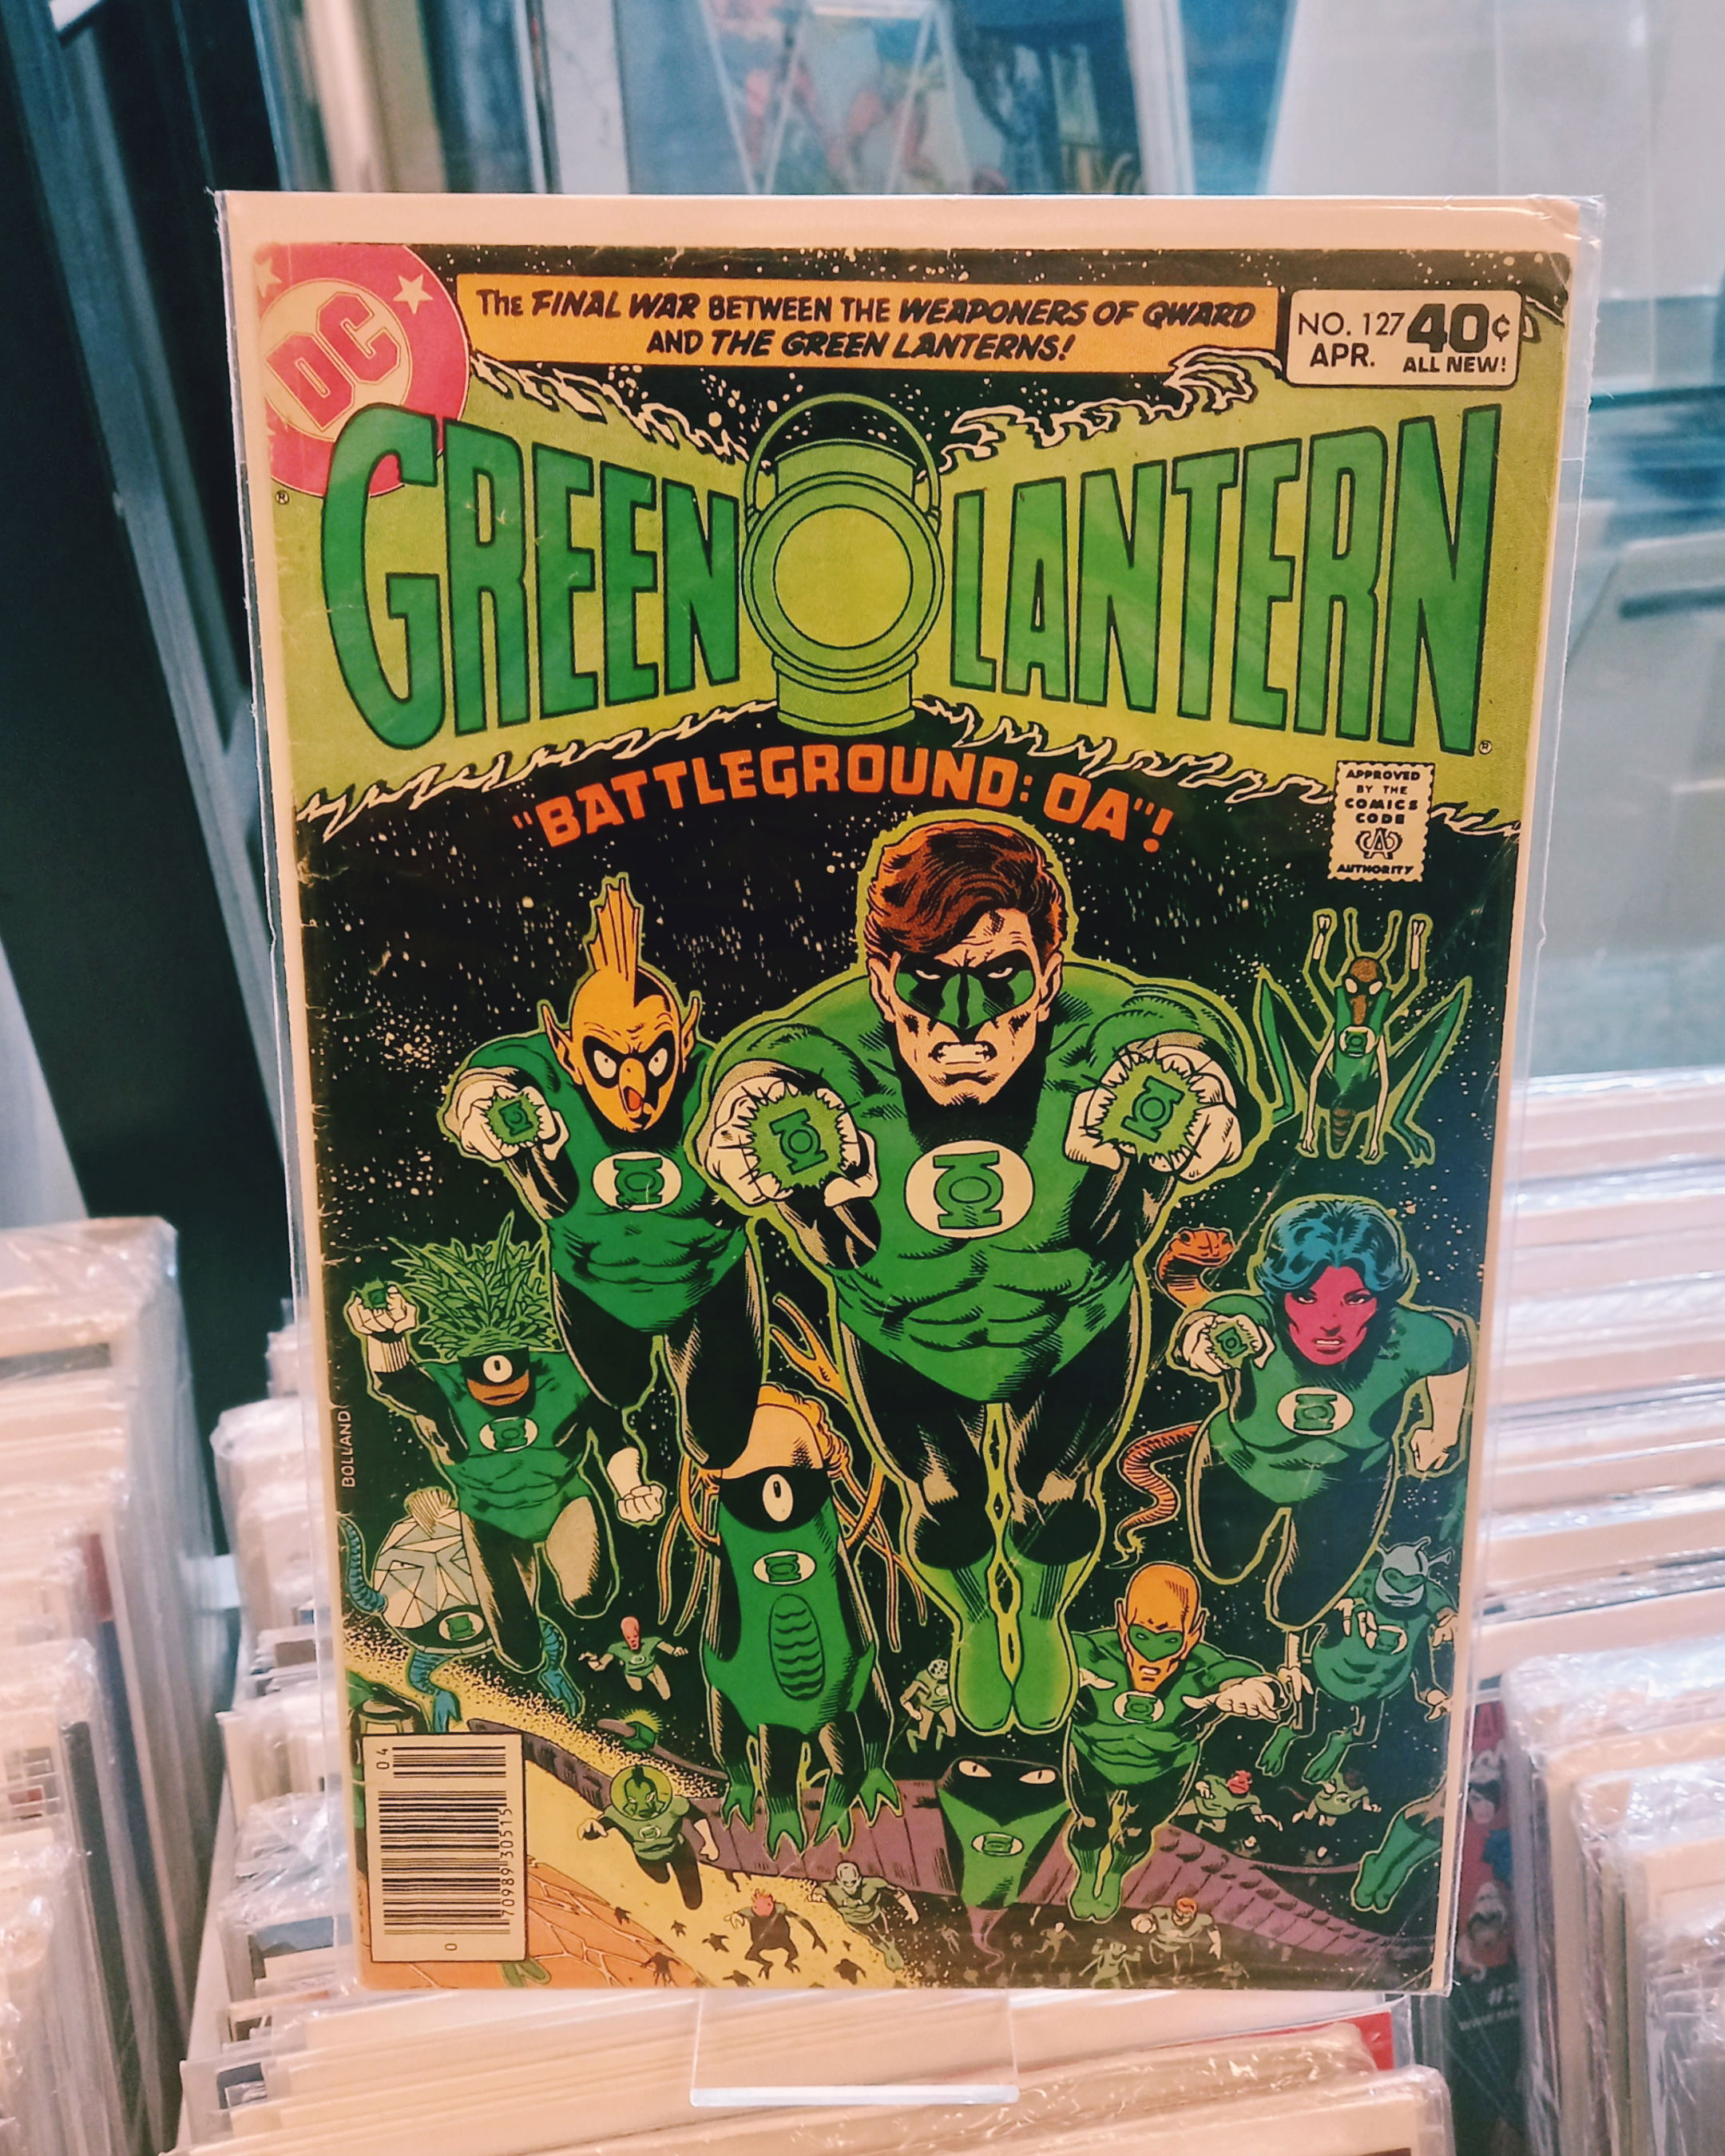 DC
The FINAL WAR BETWEEN THE WEAPONERS OF QWARD
AND THE GREEN LANTERNS!
NO. 127 40¢
APR. ALL NEW!
GREEN LANTERN
®
®
"BATTLEGROUND: OA"!
APPROVED
BY THE
COMICS
CODE
CA
AUTHORITY
BOLLAND
04
70989 30515
0